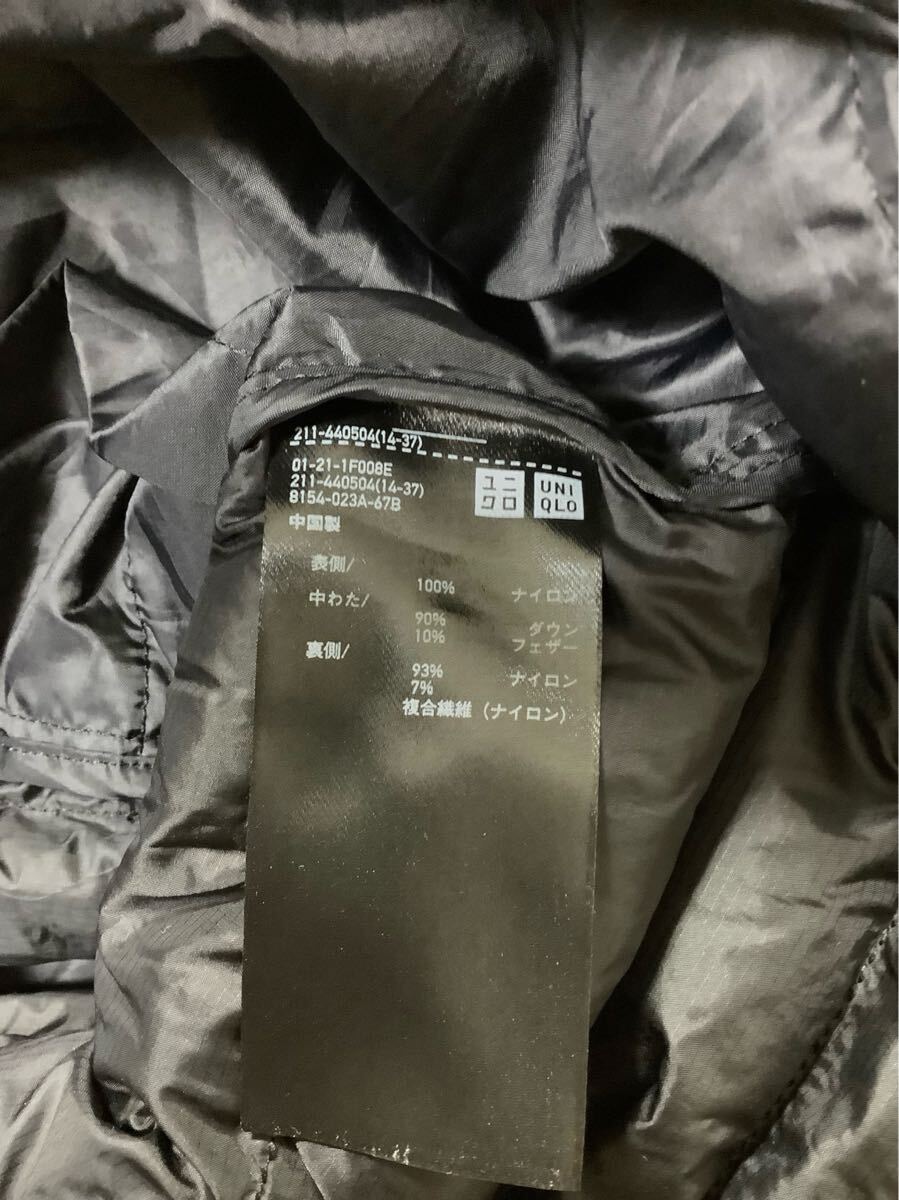 211-440504(14-37)
01-21-1F008E
211-440504(14-37)
8154-023A-67B
ユニ
クロ
UNI
QLO
中国製
表側/
100% ナイロン
中わた/
90% ダウン
10% フェザー
裏側/
93% ナイロン
7%
複合繊維 (ナイロン)